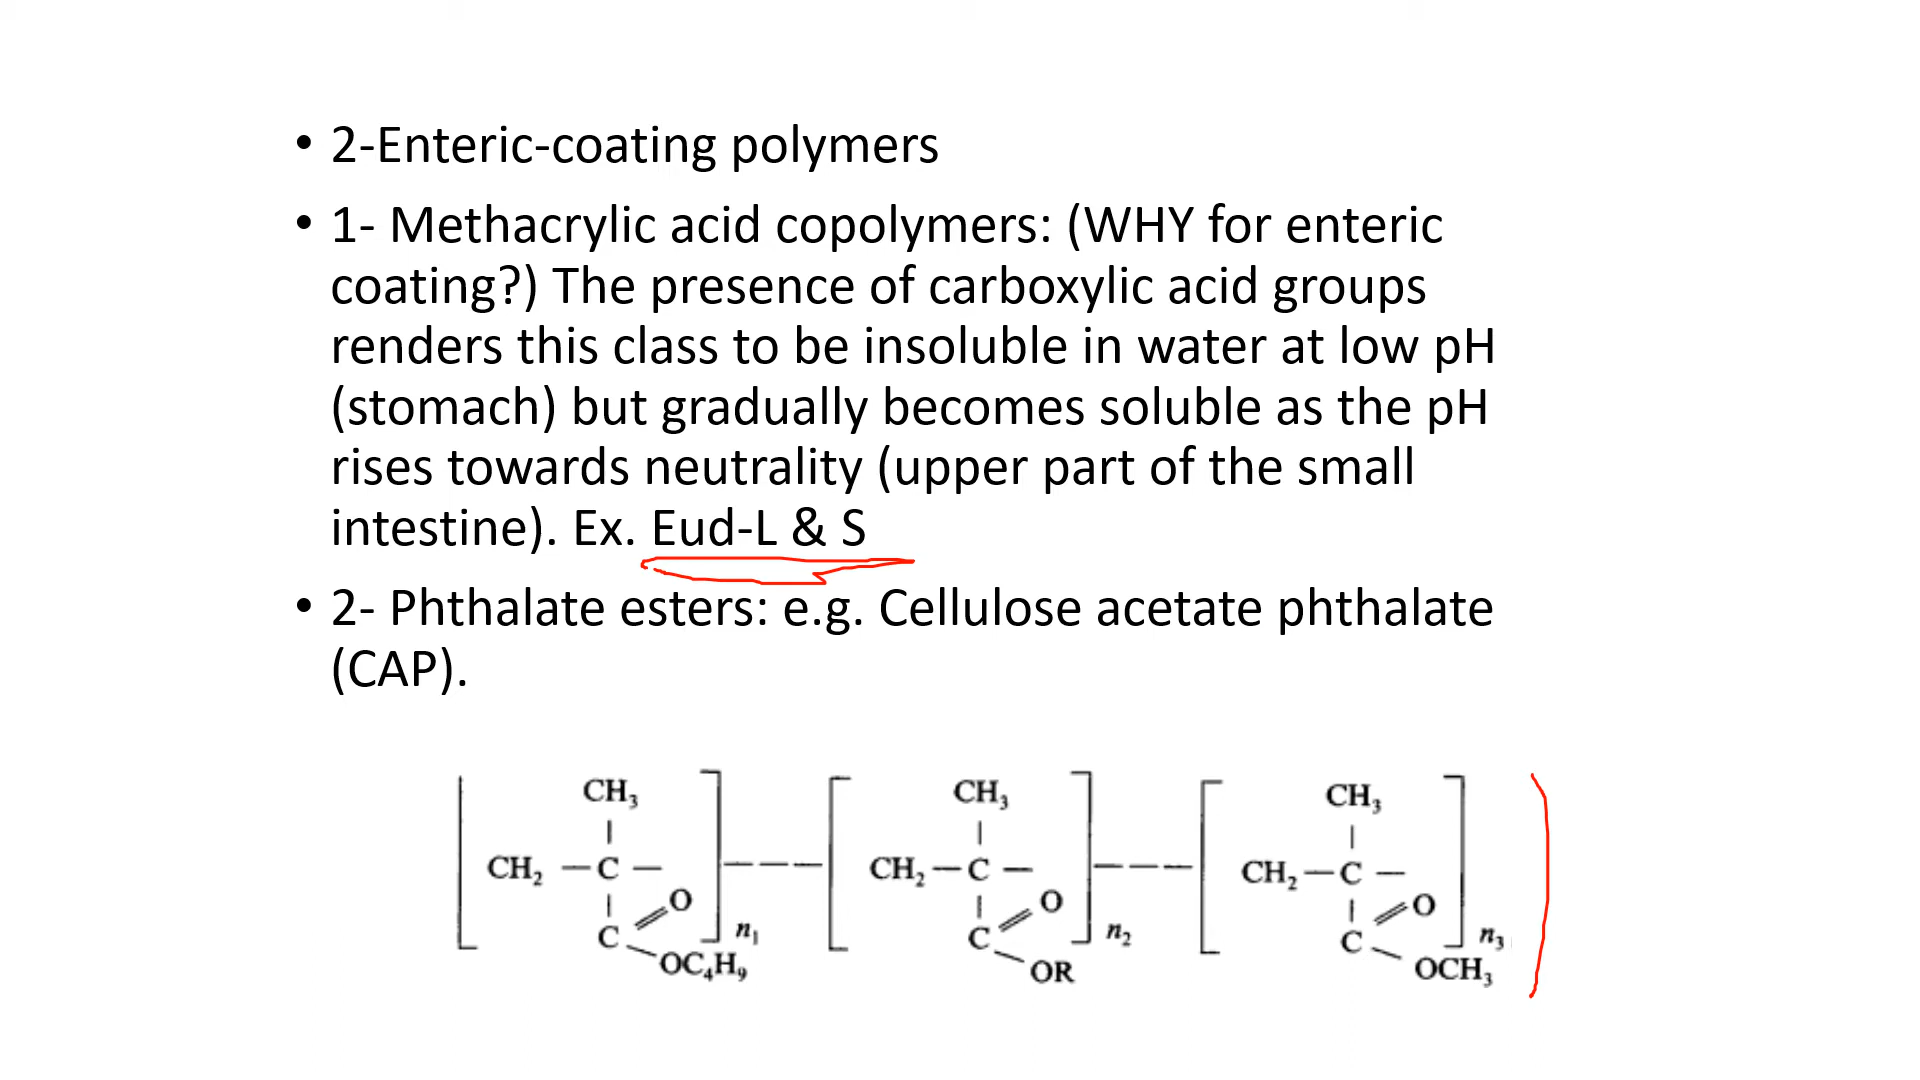 • 2-Enteric-coating polymers
• 1- Methacrylic acid copolymers: (WHY for enteric
coating?) The presence of carboxylic acid groups
renders this class to be insoluble in water at low pH
(stomach) but gradually becomes soluble as the pH
rises towards neutrality (upper part of the small
intestine). Ex. Eud-L & S
• 2- Phthalate esters: e.g. Cellulose acetate phthalate
(CAP).
CH₃ CH₃ CH₃
CH₂ — C — CH₂ — C — CH₂ — C —
O O O
C n₁ C n₂ C n₃
OC₄H₉ OR OCH₃